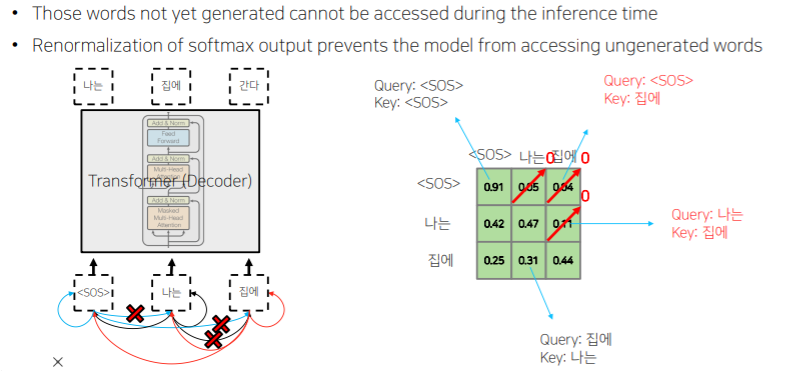 • Those words not yet generated cannot be accessed during the inference time
• Renormalization of softmax output prevents the model from accessing ungenerated words
나는 집에 간다
Add & Norm
Feed
Forward
Add & Norm
Multi-Head
Attention
Transformer (Decoder)
Add & Norm
Masked
Multi-Head
Attention
<SOS> 나는 집에
×
Query: <SOS>
Key: <SOS>
Query: <SOS>
Key: 집에
<SOS> 나는 0 집에 0
<SOS> 0.91 0.05 0.04
0
나는 0.42 0.47 0.11
집에 0.25 0.31 0.44
Query: 나는
Key: 집에
Query: 집에
Key: 나는